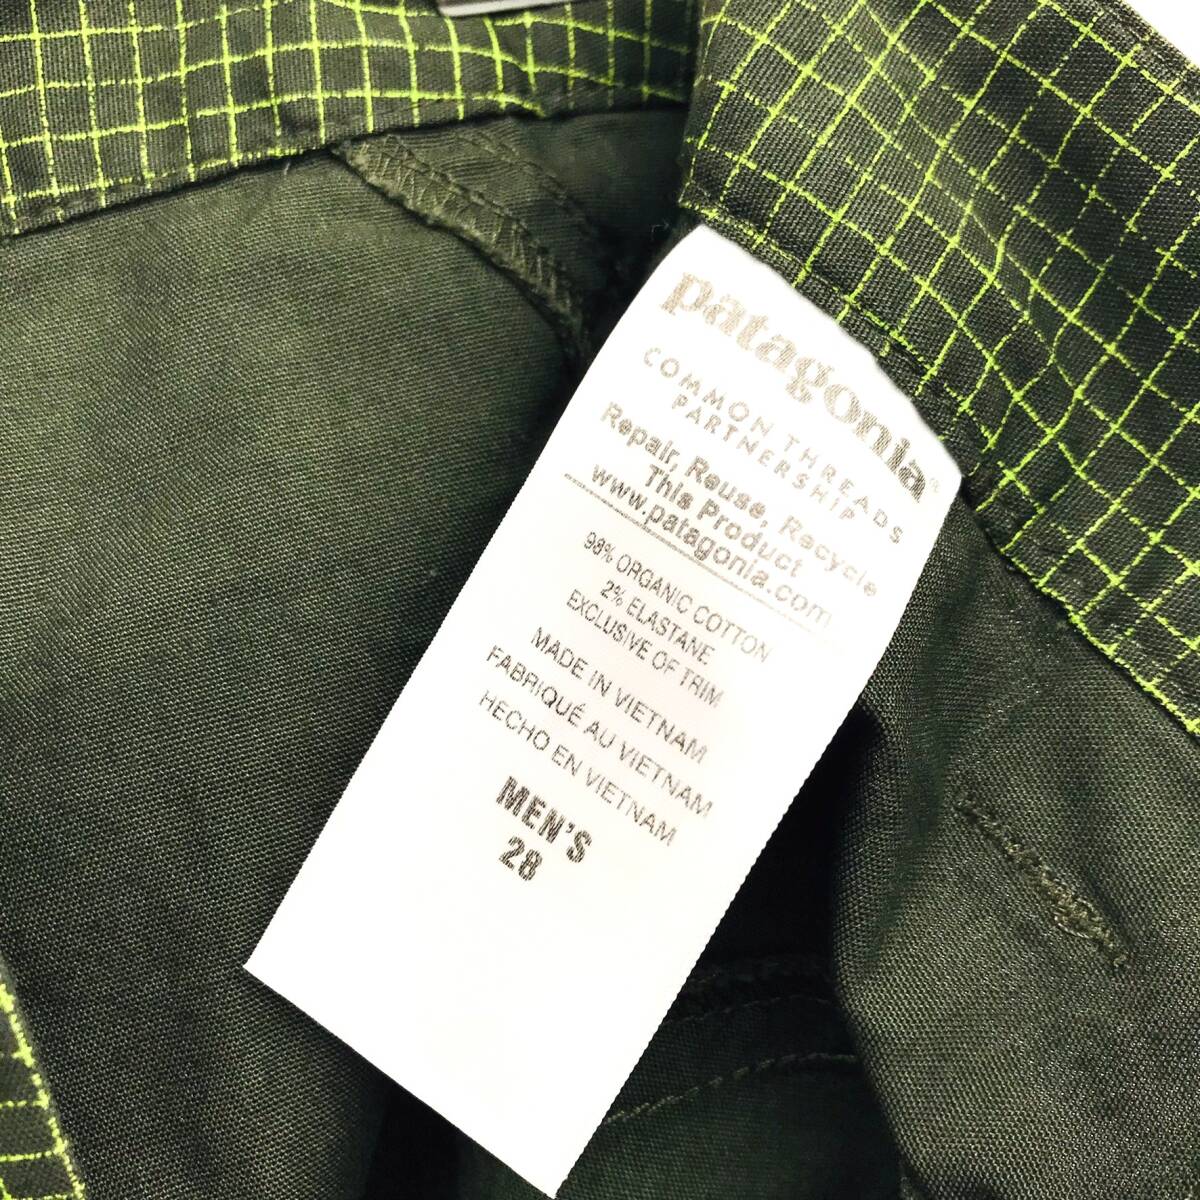 patagonia®
COMMON THREADS
PARTNERSHIP
Repair, Reuse, Recycle
This Product
www.patagonia.com
98% ORGANIC COTTON
2% ELASTANE
EXCLUSIVE OF TRIM
MADE IN VIETNAM
FABRIQUÉ AU VIETNAM
HECHO EN VIETNAM
MEN'S
28